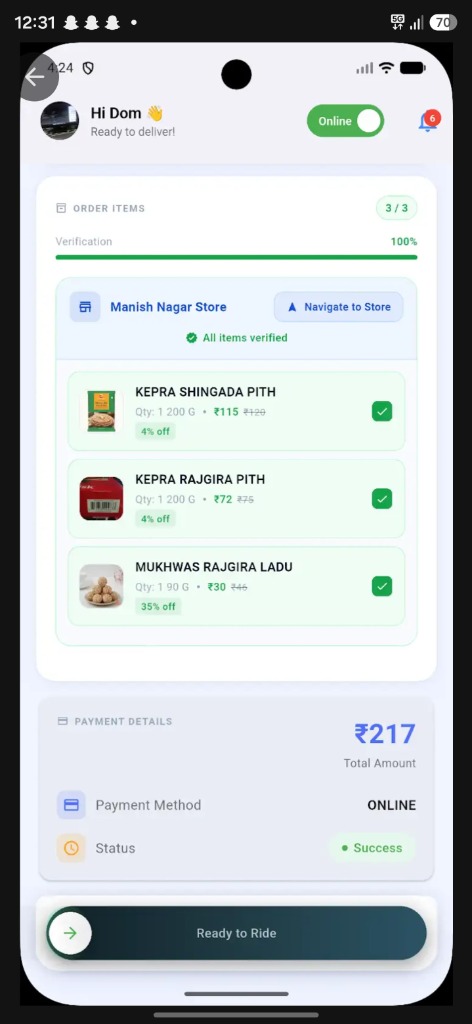 12:31
5G
70
4:24
Hi Dom 👋
Ready to deliver!
Online
6
ORDER ITEMS
3 / 3
Verification
100%
Manish Nagar Store
Navigate to Store
All items verified
KEPRA SHINGADA PITH
Qty: 1 200 G • ₹115 ₹120
4% off
KEPRA RAJGIRA PITH
Qty: 1 200 G • ₹72 ₹75
4% off
MUKHWAS RAJGIRA LADU
Qty: 1 90 G • ₹30 ₹46
35% off
PAYMENT DETAILS
₹217
Total Amount
Payment Method
ONLINE
Status
Success
Ready to Ride